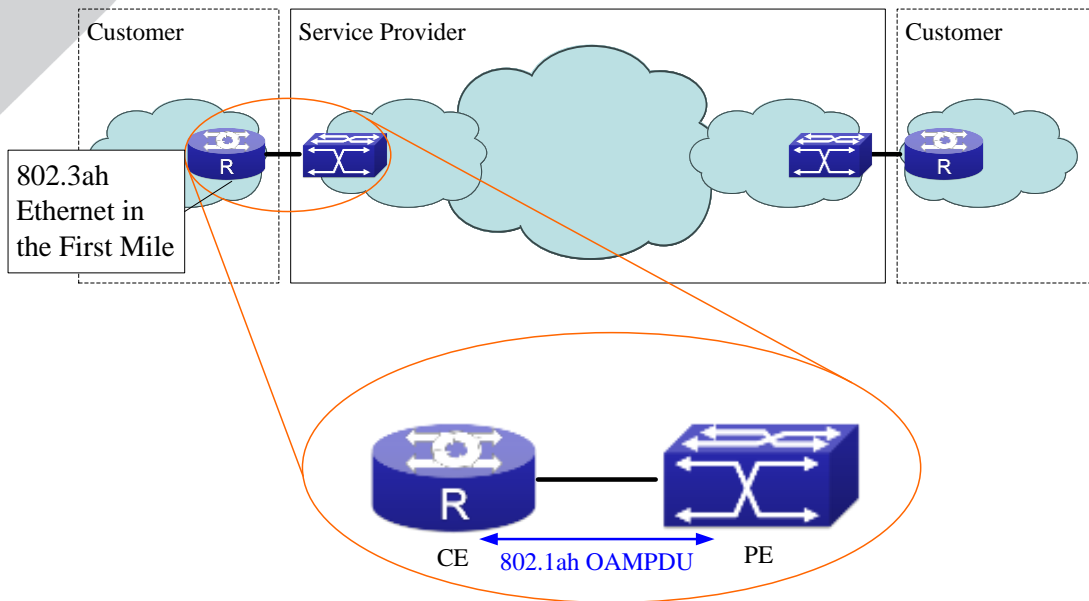 Customer
Service Provider
Customer
R
R
802.3ah
Ethernet in
the First Mile
R
CE
802.1ah OAMPDU
PE